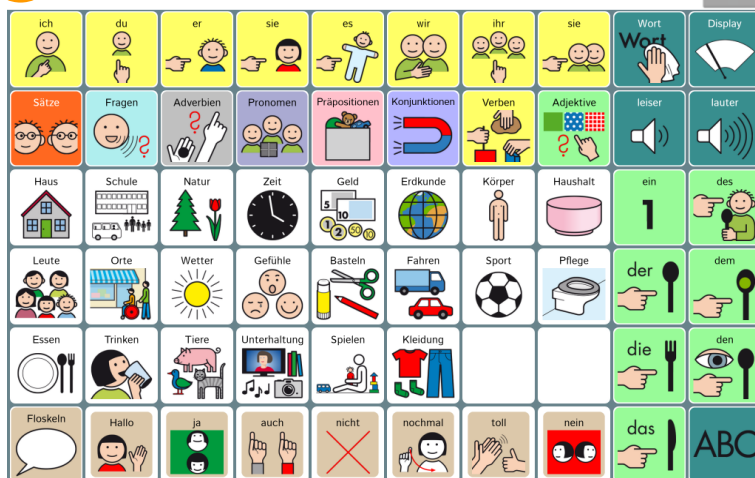 ich du er sie es wir ihr sie Wort Display
Wort
Sätze Fragen Adverbien Pronomen Präpositionen Konjunktionen Verben Adjektive leiser lauter
? ? ?
Haus Schule Natur Zeit Geld Erdkunde Körper Haushalt ein des
5 10 1 2 50 10 1
Leute Orte Wetter Gefühle Basteln Fahren Sport Pflege der dem
Essen Trinken Tiere Unterhaltung Spielen Kleidung die den
Floskeln Hallo ja auch nicht nochmal toll nein das ABC